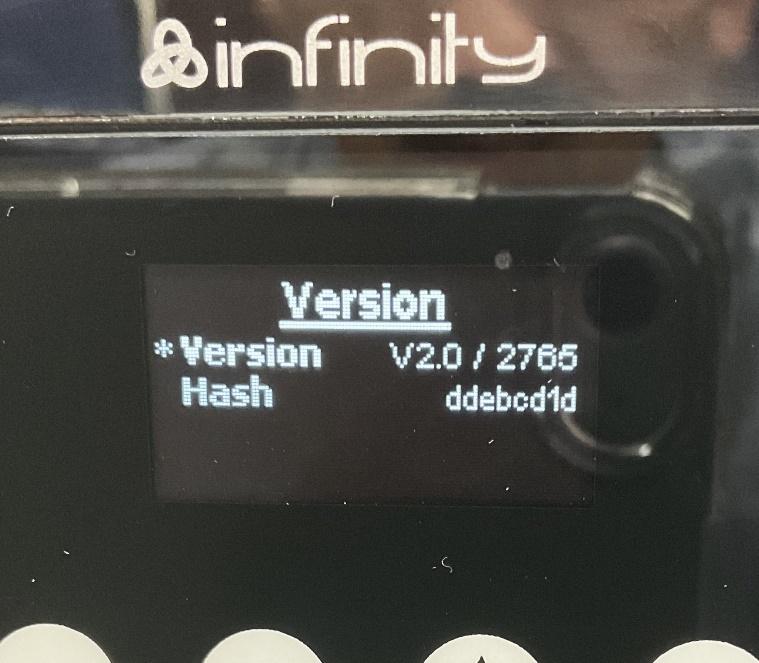 infinity
Version
*Version V2.0 / 2765
Hash ddebcd1d